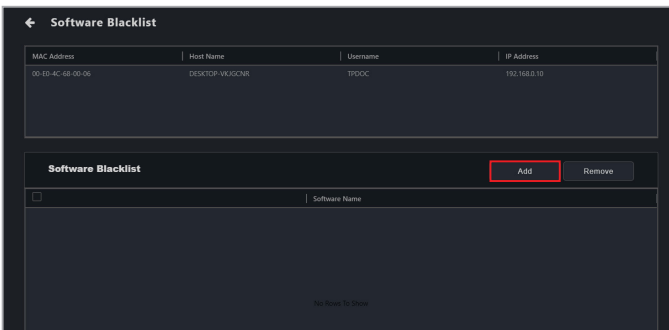 Software Blacklist
MAC Address Host Name Username IP Address
00-E0-4C-68-00-06 DESKTOP-VKJGCNR TPDOC 192.168.0.10
Software Blacklist Add Remove
Software Name
No Rows To Show